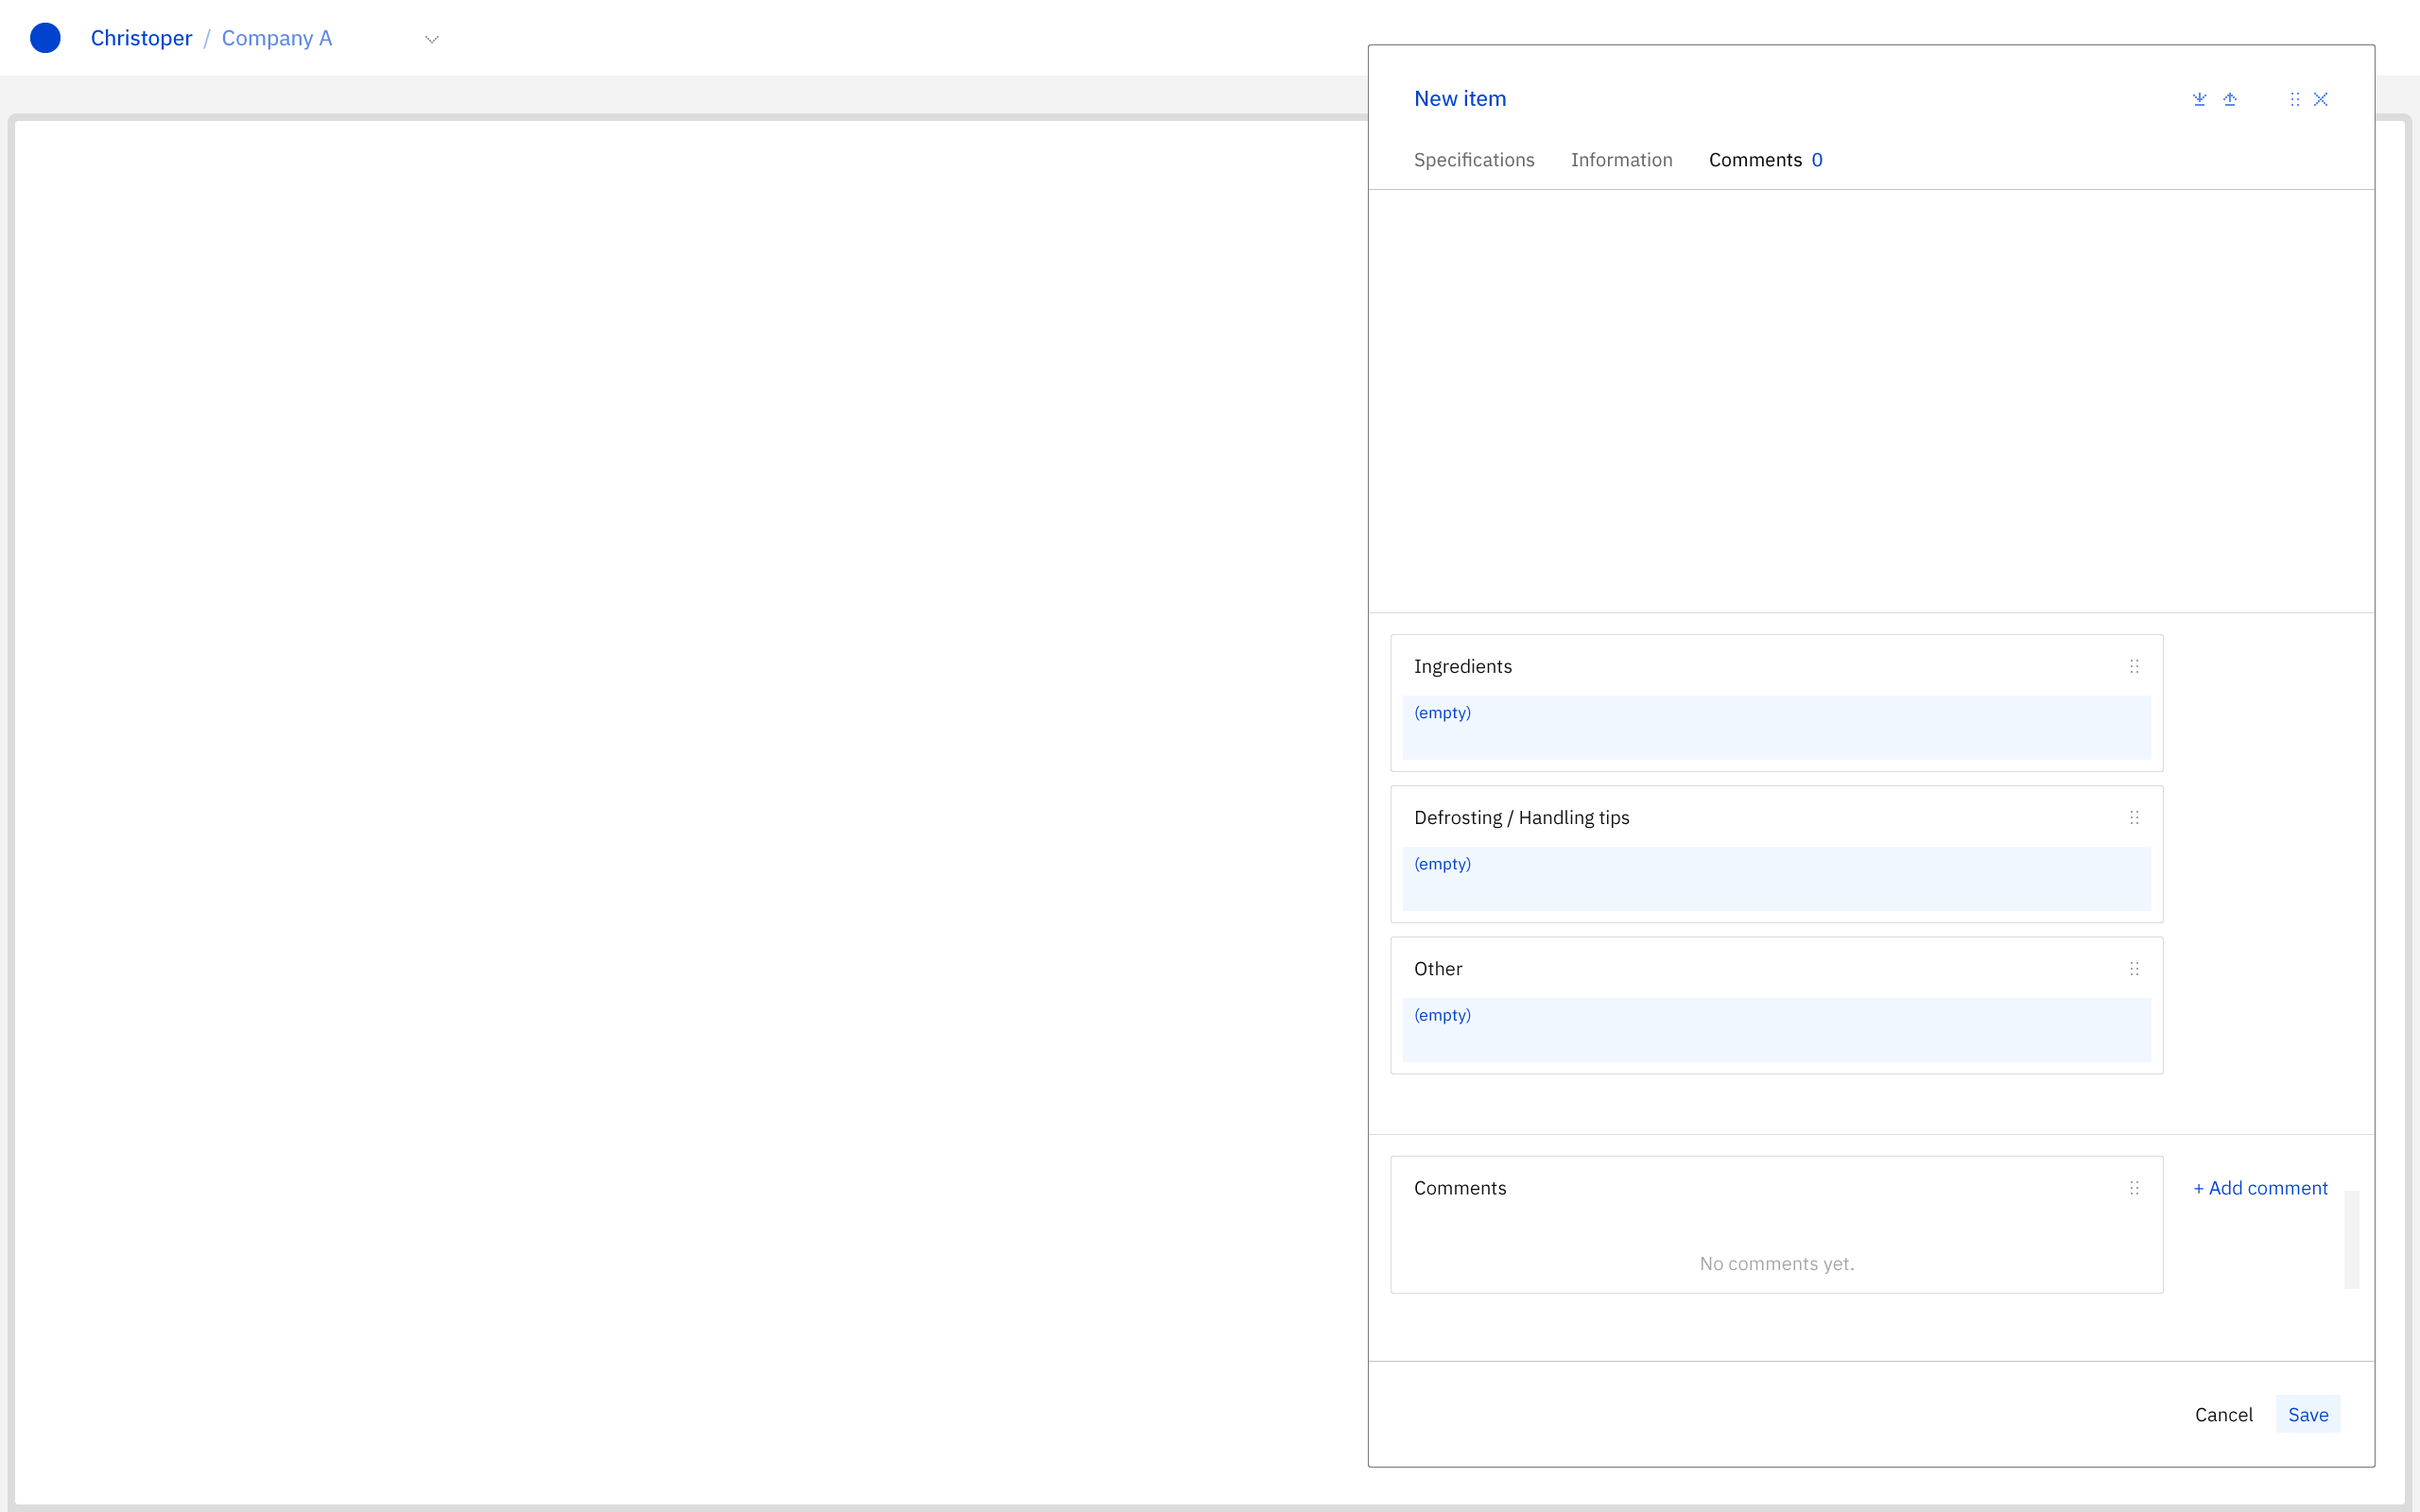 Christoper / Company A
New item
Specifications Information Comments 0
Ingredients
(empty)
Defrosting / Handling tips
(empty)
Other
(empty)
Comments
+ Add comment
No comments yet.
Cancel Save